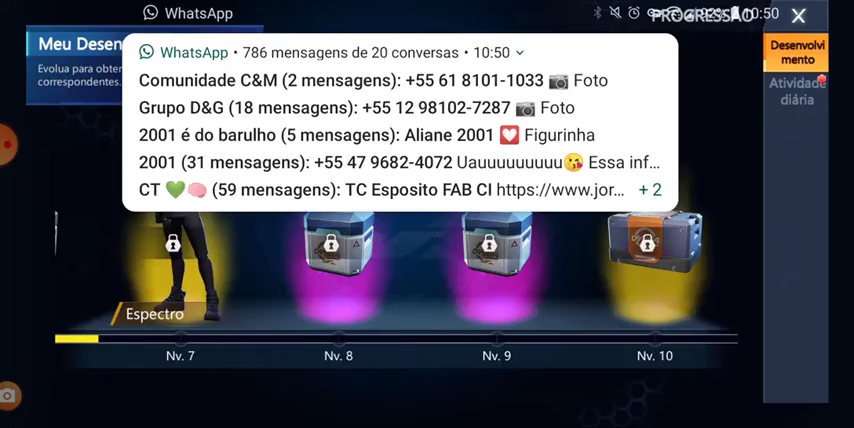 WhatsApp
PROGRESSÃO
92% 10:50
Meu Desen
Evolua para obter
correspondentes.
WhatsApp • 786 mensagens de 20 conversas • 10:50
Comunidade C&M (2 mensagens): +55 61 8101-1033 📷 Foto
Grupo D&G (18 mensagens): +55 12 98102-7287 📷 Foto
2001 é do barulho (5 mensagens): Aliane 2001 💟 Figurinha
2001 (31 mensagens): +55 47 9682-4072 Uauuuuuuuuu😘 Essa inf...
CT 💚🧠 (59 mensagens): TC Esposito FAB CI https://www.jor... + 2
Desenvolvi
mento
Atividade
diária
Espectro
Nv. 7
Nv. 8
Nv. 9
Nv. 10